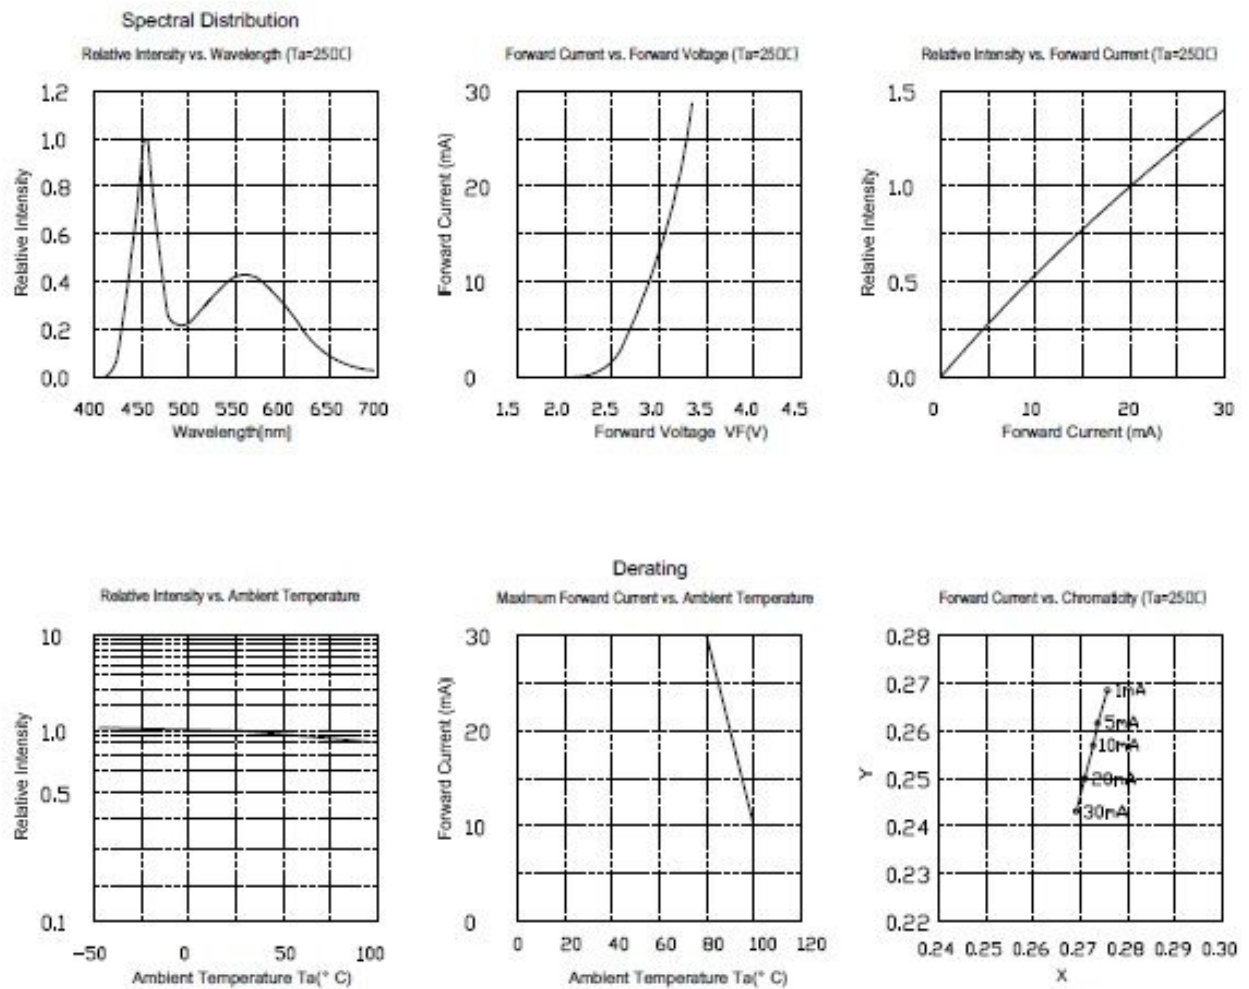 Spectral Distribution
Relative Intensity vs. Wavelength (Ta=25□□C)
1.2
1.0
0.8
0.6
0.4
0.2
0.0
Relative Intensity
400 450 500 550 600 650 700
Wavelength[nm]
Forward Current vs. Forward Voltage (Ta=25□□C)
30
20
10
0
Forward Current (mA)
1.5 2.0 2.5 3.0 3.5 4.0 4.5
Forward Voltage VF(V)
Relative Intensity vs. Forward Current (Ta=25□□C)
1.5
1.0
0.5
0.0
Relative Intensity
0 10 20 30
Forward Current (mA)
Relative Intensity vs. Ambient Temperature
10
1.0
0.5
0.1
Relative Intensity
-50 0 50 100
Ambient Temperature Ta(° C)
Derating
Maximum Forward Current vs. Ambient Temperature
30
20
10
0
Forward Current (mA)
0 20 40 60 80 100 120
Ambient Temperature Ta(° C)
Forward Current vs. Chromaticity (Ta=25□□C)
0.28
0.27
0.26
0.25
0.24
0.23
0.22
Y
1mA
5mA
10mA
20mA
30mA
0.24 0.25 0.26 0.27 0.28 0.29 0.30
X